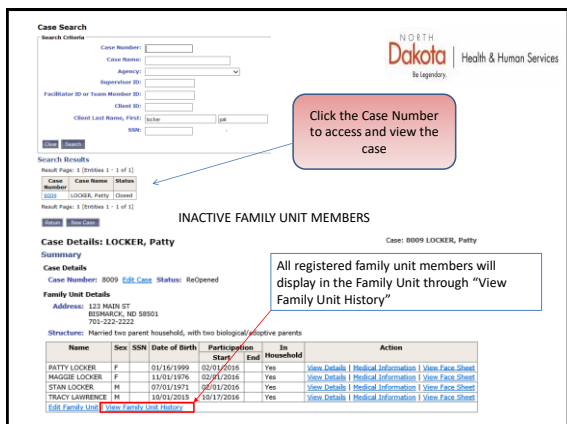 Case Search
Search Criteria
Case Number:
Case Name:
Agency:
Supervisor ID:
Facilitator ID or Team Member ID:
Client ID:
Client Last Name, First: locker pat
SSN: -
Clear Search
NORTH
Dakota | Health & Human Services
Be Legendary.
Click the Case Number
to access and view the
case
Search Results
Result Page: 1 [Entities 1 - 1 of 1]
Case Number Case Name Status
8009 LOCKER, Patty Closed
Result Page: 1 [Entities 1 - 1 of 1]
Return New Case
INACTIVE FAMILY UNIT MEMBERS
Case Details: LOCKER, Patty
Case: 8009 LOCKER, Patty
Summary
Case Details
Case Number: 8009 Edit Case Status: ReOpened
All registered family unit members will
display in the Family Unit through “View
Family Unit History”
Family Unit Details
Address: 123 MAIN ST
BISMARCK, ND 58501
701-222-2222
Structure: Married two parent household, with two biological/adoptive parents
Name Sex SSN Date of Birth Participation In Household Action
Start End
PATTY LOCKER F 01/16/1999 02/01/2016 Yes View Details | Medical Information | View Face Sheet
MAGGIE LOCKER F 11/01/1976 02/01/2016 Yes View Details | Medical Information | View Face Sheet
STAN LOCKER M 07/01/1971 02/01/2016 Yes View Details | Medical Information | View Face Sheet
TRACY LAWRENCE M 10/01/2015 10/17/2016 Yes View Details | Medical Information | View Face Sheet
Edit Family Unit | View Family Unit History